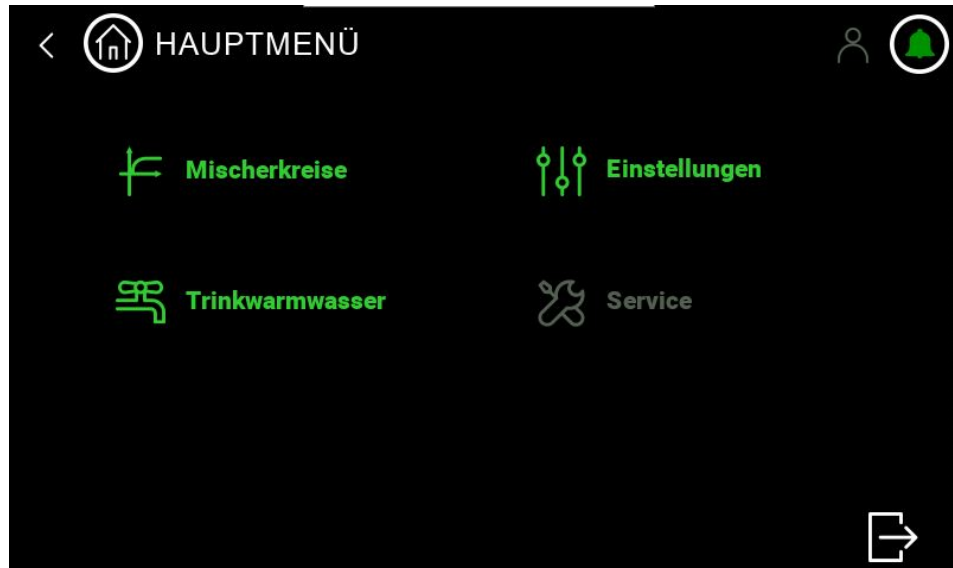 HAUPTMENÜ
Mischerkreise
Einstellungen
Trinkwarmwasser
Service